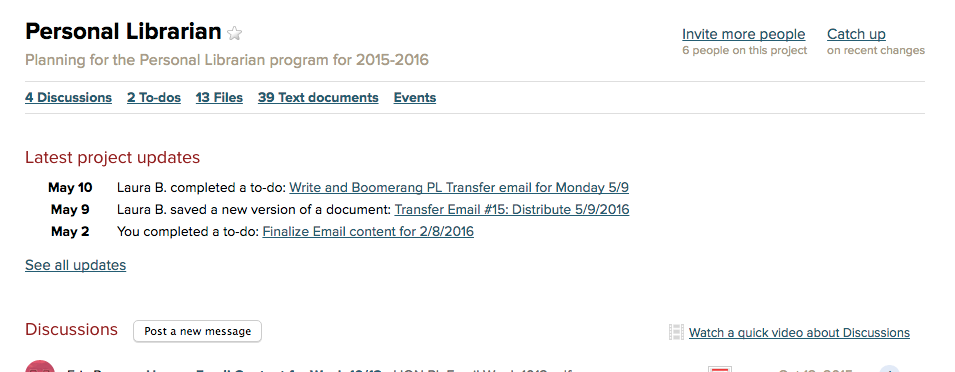 Personal Librarian
Invite more people Catch up
6 people on this project on recent changes
Planning for the Personal Librarian program for 2015-2016
4 Discussions 2 To-dos 13 Files 39 Text documents Events
Latest project updates
May 10 Laura B. completed a to-do: Write and Boomerang PL Transfer email for Monday 5/9
May 9 Laura B. saved a new version of a document: Transfer Email #15: Distribute 5/9/2016
May 2 You completed a to-do: Finalize Email content for 2/8/2016
See all updates
Discussions Post a new message Watch a quick video about Discussions